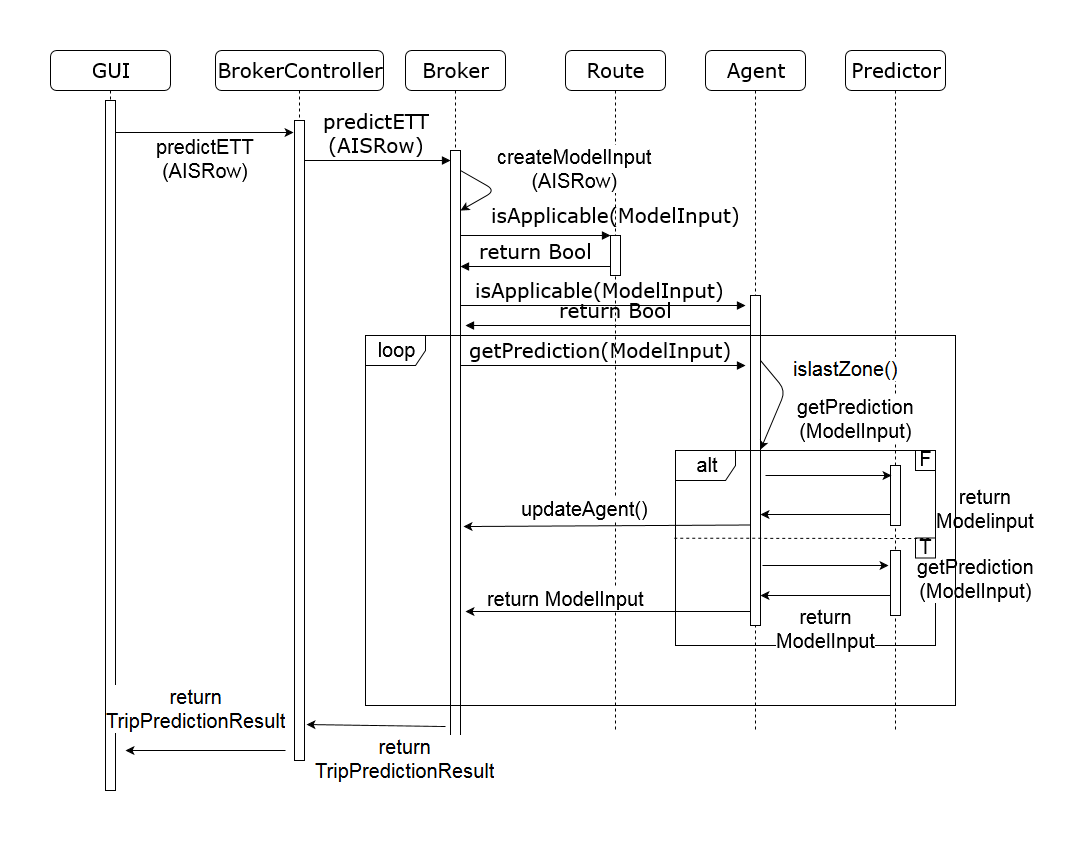 GUI
BrokerController
Broker
Route
Agent
Predictor
predictETT
(AISRow)
predictETT
(AISRow)
createModelInput
(AISRow)
isApplicable(ModelInput)
return Bool
isApplicable(ModelInput)
return Bool
loop
getPrediction(ModelInput)
islastZone()
getPrediction
(ModelInput)
alt
F
return
Modelinput
updateAgent()
T
getPrediction
(ModelInput)
return ModelInput
return
ModelInput
return
TripPredictionResult
return
TripPredictionResult